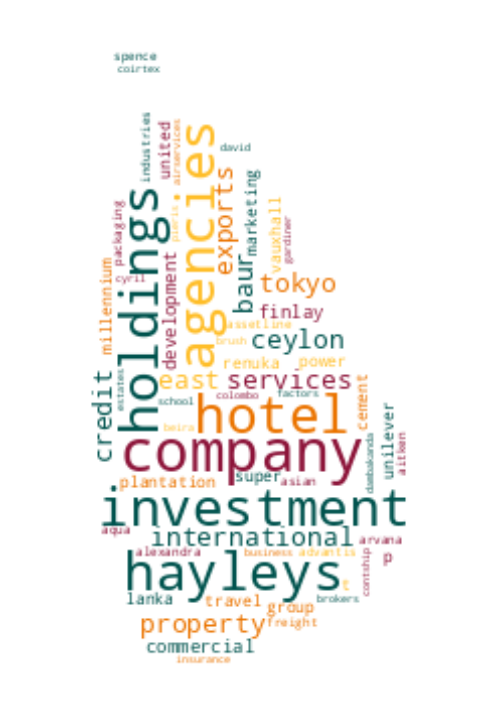 spence
coirtex
industries
united
airservices
agencies
david
holdings
packaging
cyril
pieris
exports
marketing
baur
vauxhall
gardiner
millennium
development
tokyo
finlay
assetline
ceylon
brush
renuka
power
east
services
credit
estates
school
colombo
factors
cement
hotel
beira
unilever
aitken
dambakanda
company
super
asian
plantation
investment
aqua
international
arvana
alexandra
business
advantis
p
contship
hayleys
t
lanka
travel
group
brokers
property
freight
commercial
insurance